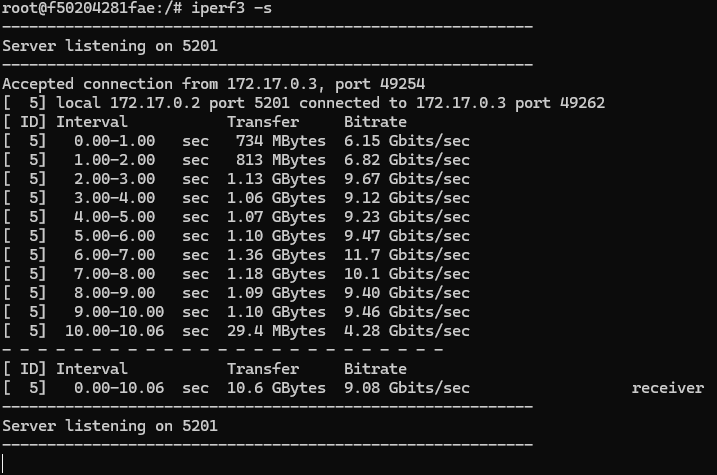 root@f50204281fae:/# iperf3 -s
-----------------------------------------------------------
Server listening on 5201
-----------------------------------------------------------
Accepted connection from 172.17.0.3, port 49254
[  5] local 172.17.0.2 port 5201 connected to 172.17.0.3 port 49262
[ ID] Interval           Transfer     Bitrate
[  5]   0.00-1.00   sec   734 MBytes  6.15 Gbits/sec
[  5]   1.00-2.00   sec   813 MBytes  6.82 Gbits/sec
[  5]   2.00-3.00   sec  1.13 GBytes  9.67 Gbits/sec
[  5]   3.00-4.00   sec  1.06 GBytes  9.12 Gbits/sec
[  5]   4.00-5.00   sec  1.07 GBytes  9.23 Gbits/sec
[  5]   5.00-6.00   sec  1.10 GBytes  9.47 Gbits/sec
[  5]   6.00-7.00   sec  1.36 GBytes  11.7 Gbits/sec
[  5]   7.00-8.00   sec  1.18 GBytes  10.1 Gbits/sec
[  5]   8.00-9.00   sec  1.09 GBytes  9.40 Gbits/sec
[  5]   9.00-10.00  sec  1.10 GBytes  9.46 Gbits/sec
[  5]  10.00-10.06  sec  29.4 MBytes  4.28 Gbits/sec
- - - - - - - - - - - - - - - - - - - - - - - - -
[ ID] Interval           Transfer     Bitrate
[  5]   0.00-10.06  sec  10.6 GBytes  9.08 Gbits/sec                  receiver
-----------------------------------------------------------
Server listening on 5201
-----------------------------------------------------------